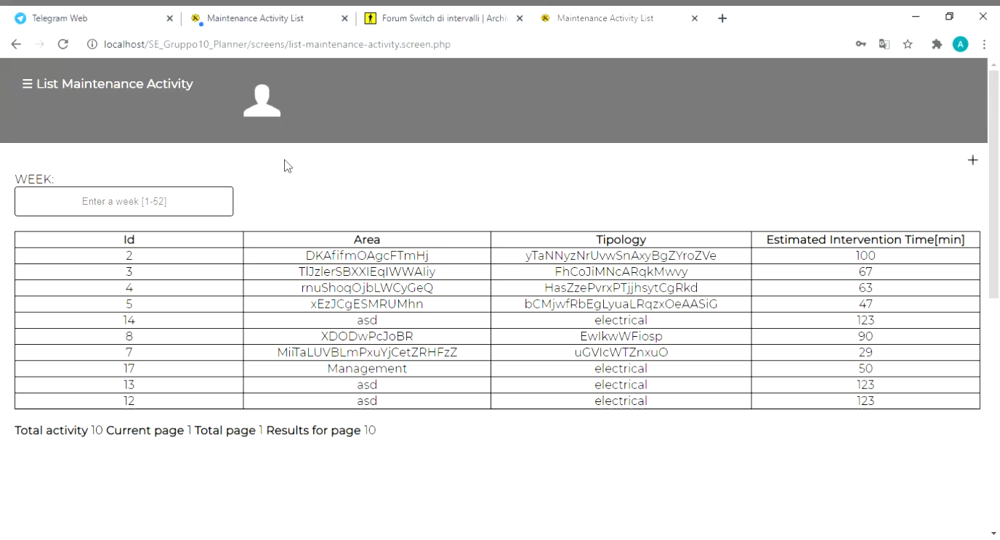 Telegram Web
Maintenance Activity List
Forum Switch di intervalli | Archi
Maintenance Activity List
localhost/SE_Gruppo10_Planner/screens/list-maintenance-activity.screen.php
A
☰ List Maintenance Activity
+
WEEK:
Enter a week [1-52]
Id Area Tipology Estimated Intervention Time[min]
2 DKAfifmOAgcFTmHj yTaNNyzNrUvwSnAxyBgZYroZVe 100
3 TlJzlerSBXXIEqIWWAliy FhCoJiMNcARqkMwvy 67
4 rnuShoqOjbLWCyGeQ HasZzePvrxPTjjhsytCgRkd 63
5 xEzJCgESMRUMhn bCMjwfRbEgLyuaLRqzxOeAASiG 47
14 asd electrical 123
8 XDODwPcJoBR EwIkwWFiosp 90
7 MiiTaLUVBLmPxuYjCetZRHFzZ uGVIcWTZnxuO 29
17 Management electrical 50
13 asd electrical 123
12 asd electrical 123
Total activity 10 Current page 1 Total page 1 Results for page 10